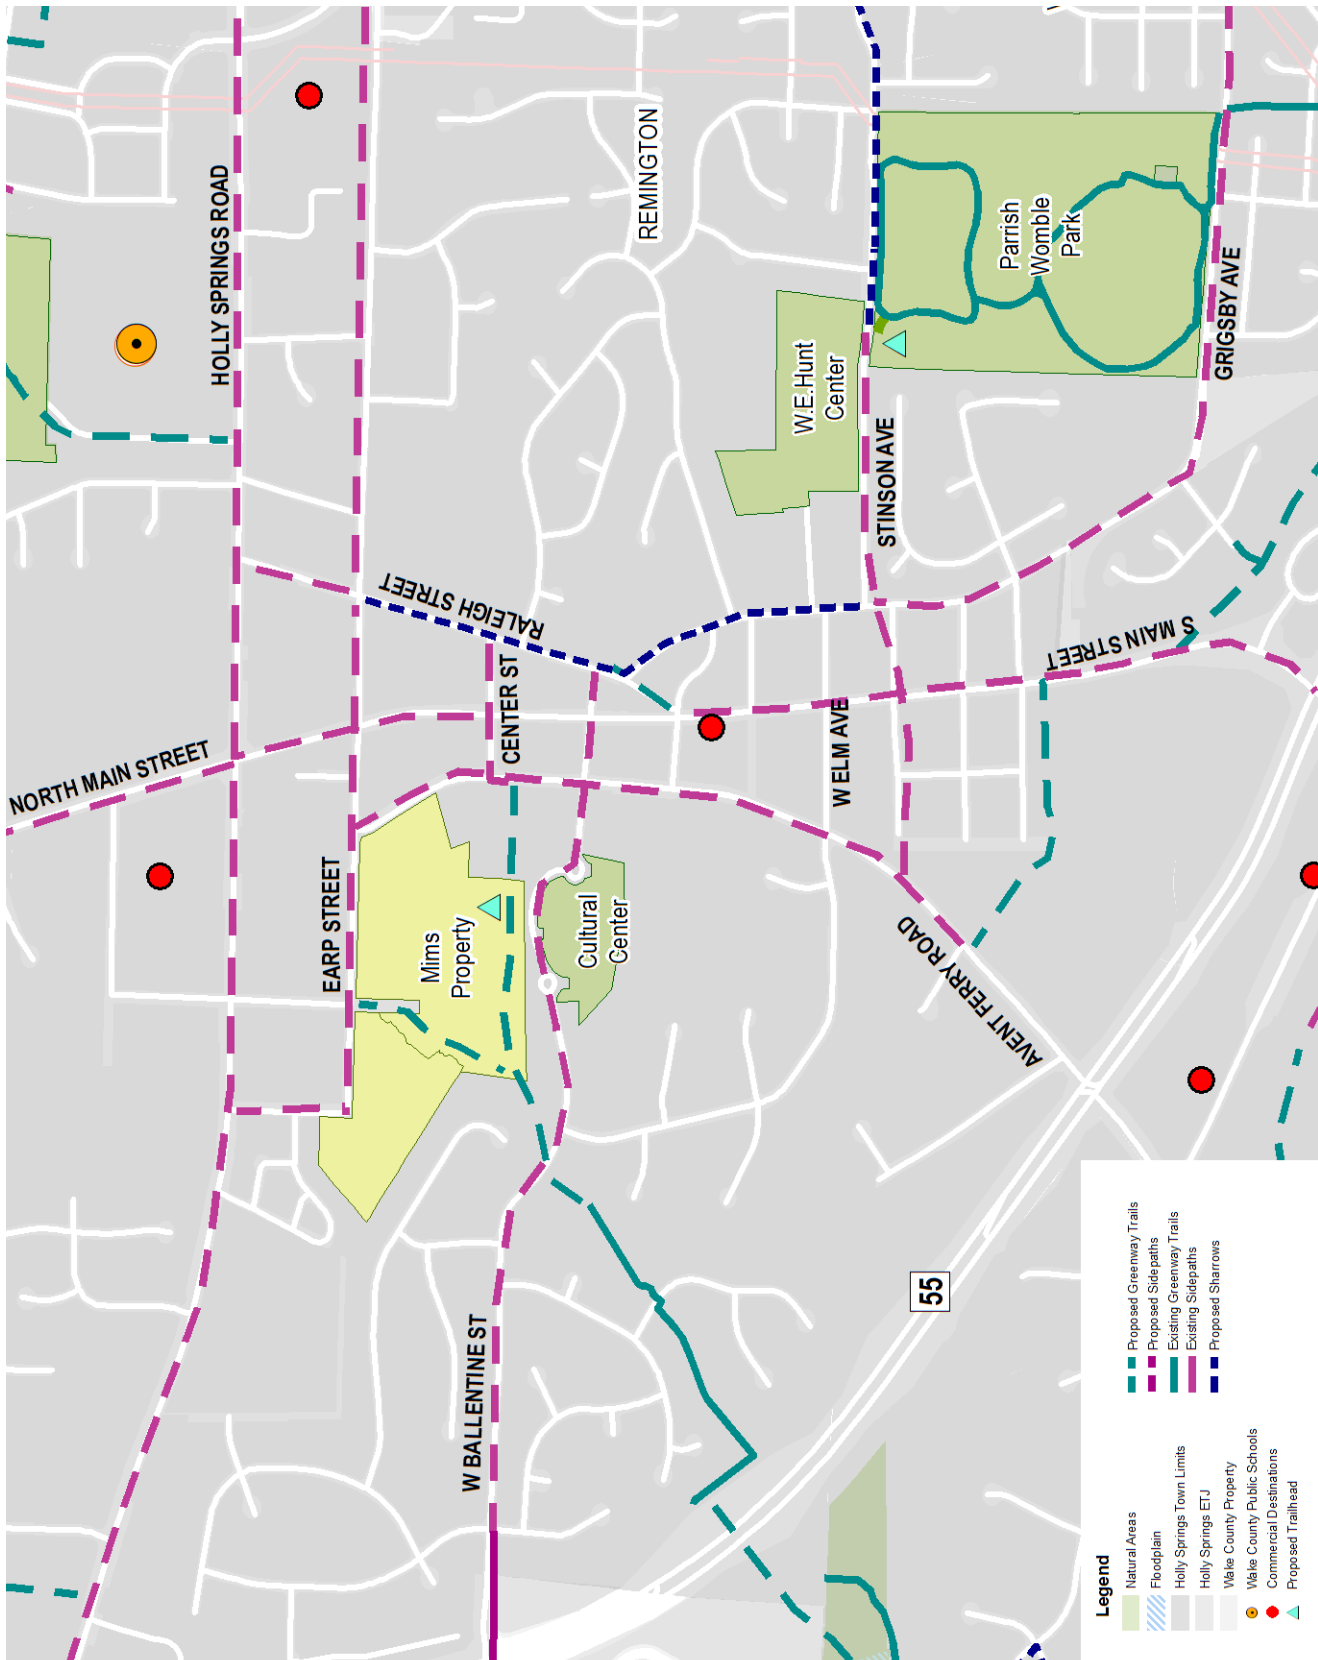 HOLLY SPRINGS ROAD
REMINGTON
Parrish
Womble
Park
GRIGSBY AVE
W.E.Hunt
Center
STINSON AVE
RALEIGH STREET
CENTER ST
S MAIN STREET
NORTH MAIN STREET
W ELM AVE
EARP STREET
Mims
Property
Cultural
Center
AVENT FERRY ROAD
W BALLENTINE ST
55
Legend
Natural Areas
Floodplain
Holly Springs Town Limits
Holly Springs ETJ
Wake County Property
Wake County Public Schools
Commercial Destinations
Proposed Trailhead
Proposed Greenway Trails
Proposed Sidepaths
Existing Greenway Trails
Existing Sidepaths
Proposed Sharrows